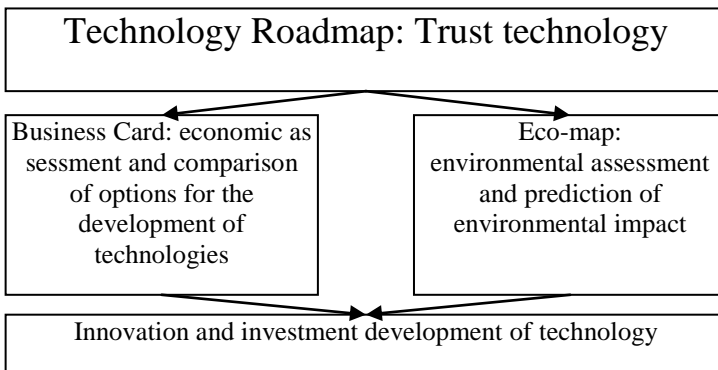 Technology Roadmap: Trust technology
Business Card: economic as
sessment and comparison
of options for the
development of
technologies
Eco-map:
environmental assessment
and prediction of
environmental impact
Innovation and investment development of technology